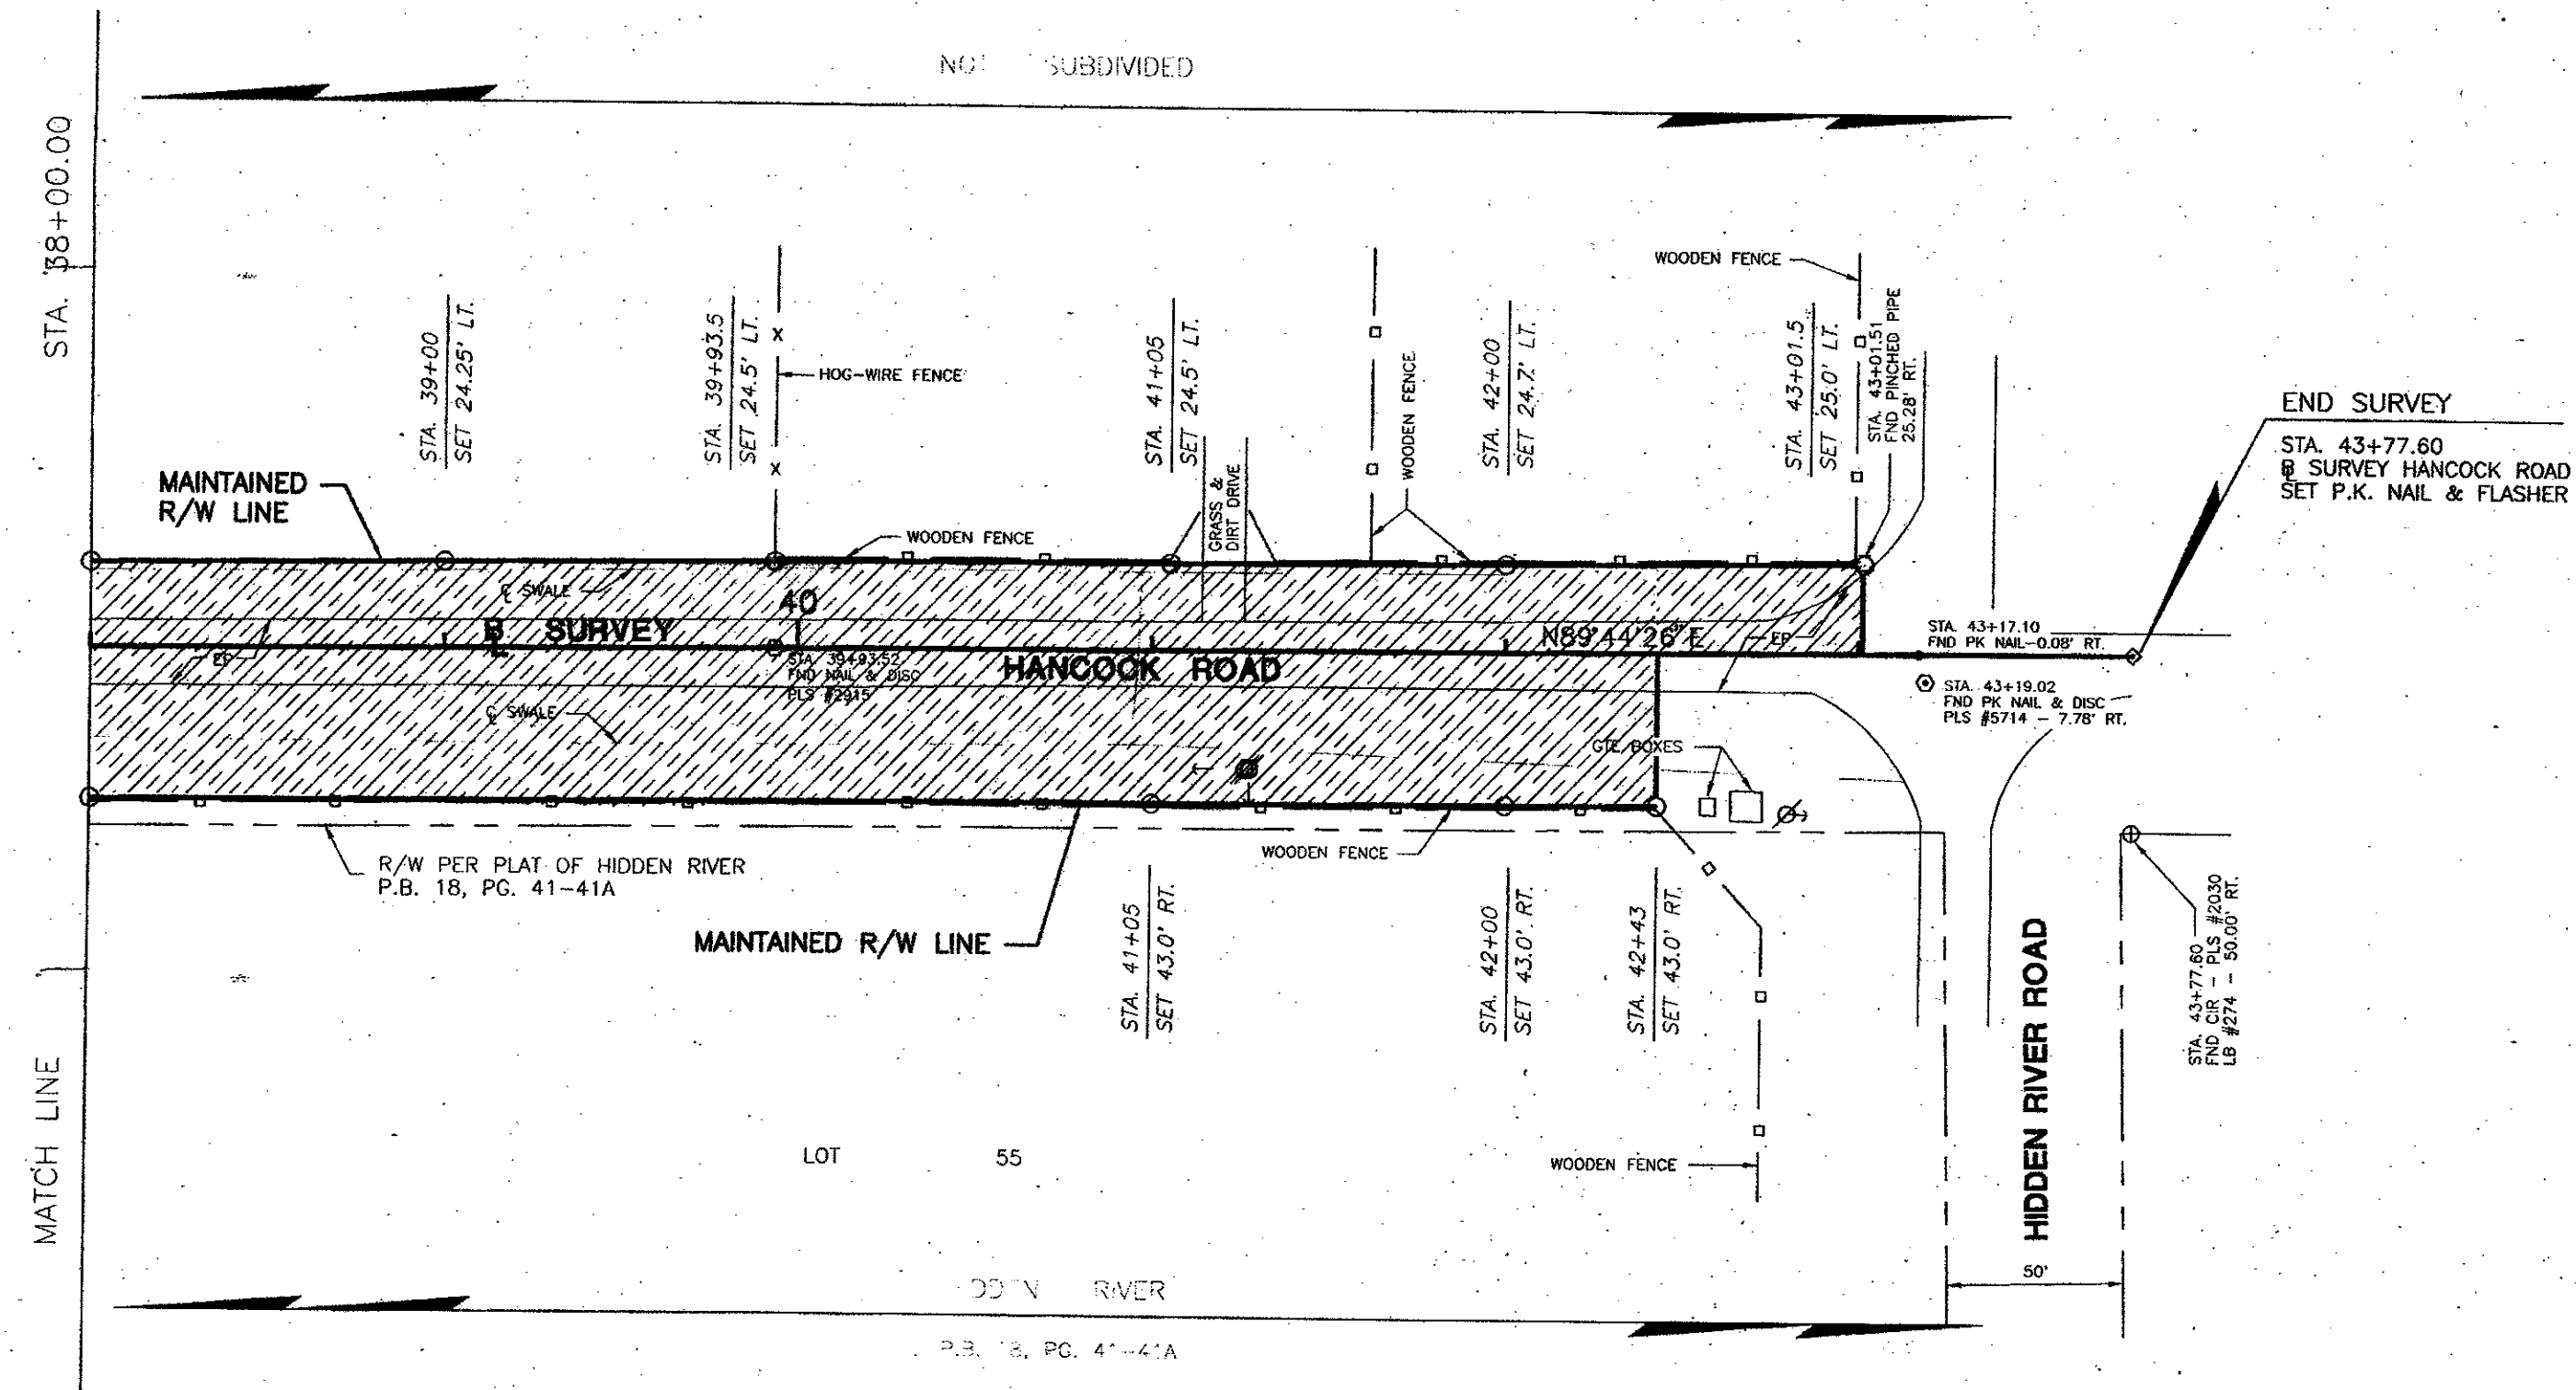 SUBDIVIDED
STA. 38+00.00
STA. 39+00
SET 24.25' LT.
STA. 39+93.5
SET 24.5' LT.
HOG-WIRE FENCE
STA. 41+05
SET 24.5' LT.
GRASS &
DIRT DRIVE
WOODEN FENCE
STA. 42+00
SET 24.7' LT.
WOODEN FENCE
STA. 43+01.5
SET 25.0' LT.
STA. 43+01.51
FND PINCHED PIPE
25.28' RT.
END SURVEY
STA. 43+77.60
BL SURVEY HANCOCK ROAD
SET P.K. NAIL & FLASHER
MAINTAINED
R/W LINE
WOODEN FENCE
CL SWALE
40
BL SURVEY
N89°44'26" E
EP
EP
STA. 39+93.52
FND NAIL & DISC
PLS #2915
HANCOCK ROAD
STA. 43+17.10
FND PK NAIL-0.08' RT.
STA. 43+19.02
FND PK NAIL & DISC
PLS #5714 - 7.78' RT.
CL SWALE
GTE BOXES
R/W PER PLAT OF HIDDEN RIVER
P.B. 18, PG. 41-41A
WOODEN FENCE
MAINTAINED R/W LINE
STA. 41+05
SET 43.0' RT.
STA. 42+00
SET 43.0' RT.
STA. 42+43
SET 43.0' RT.
STA. 43+77.60
FND CIR - PLS #2030
LB #274 - 50.00' RT.
HIDDEN RIVER ROAD
MATCH LINE
LOT 55
WOODEN FENCE
50'
RIVER
PG. 41-41A